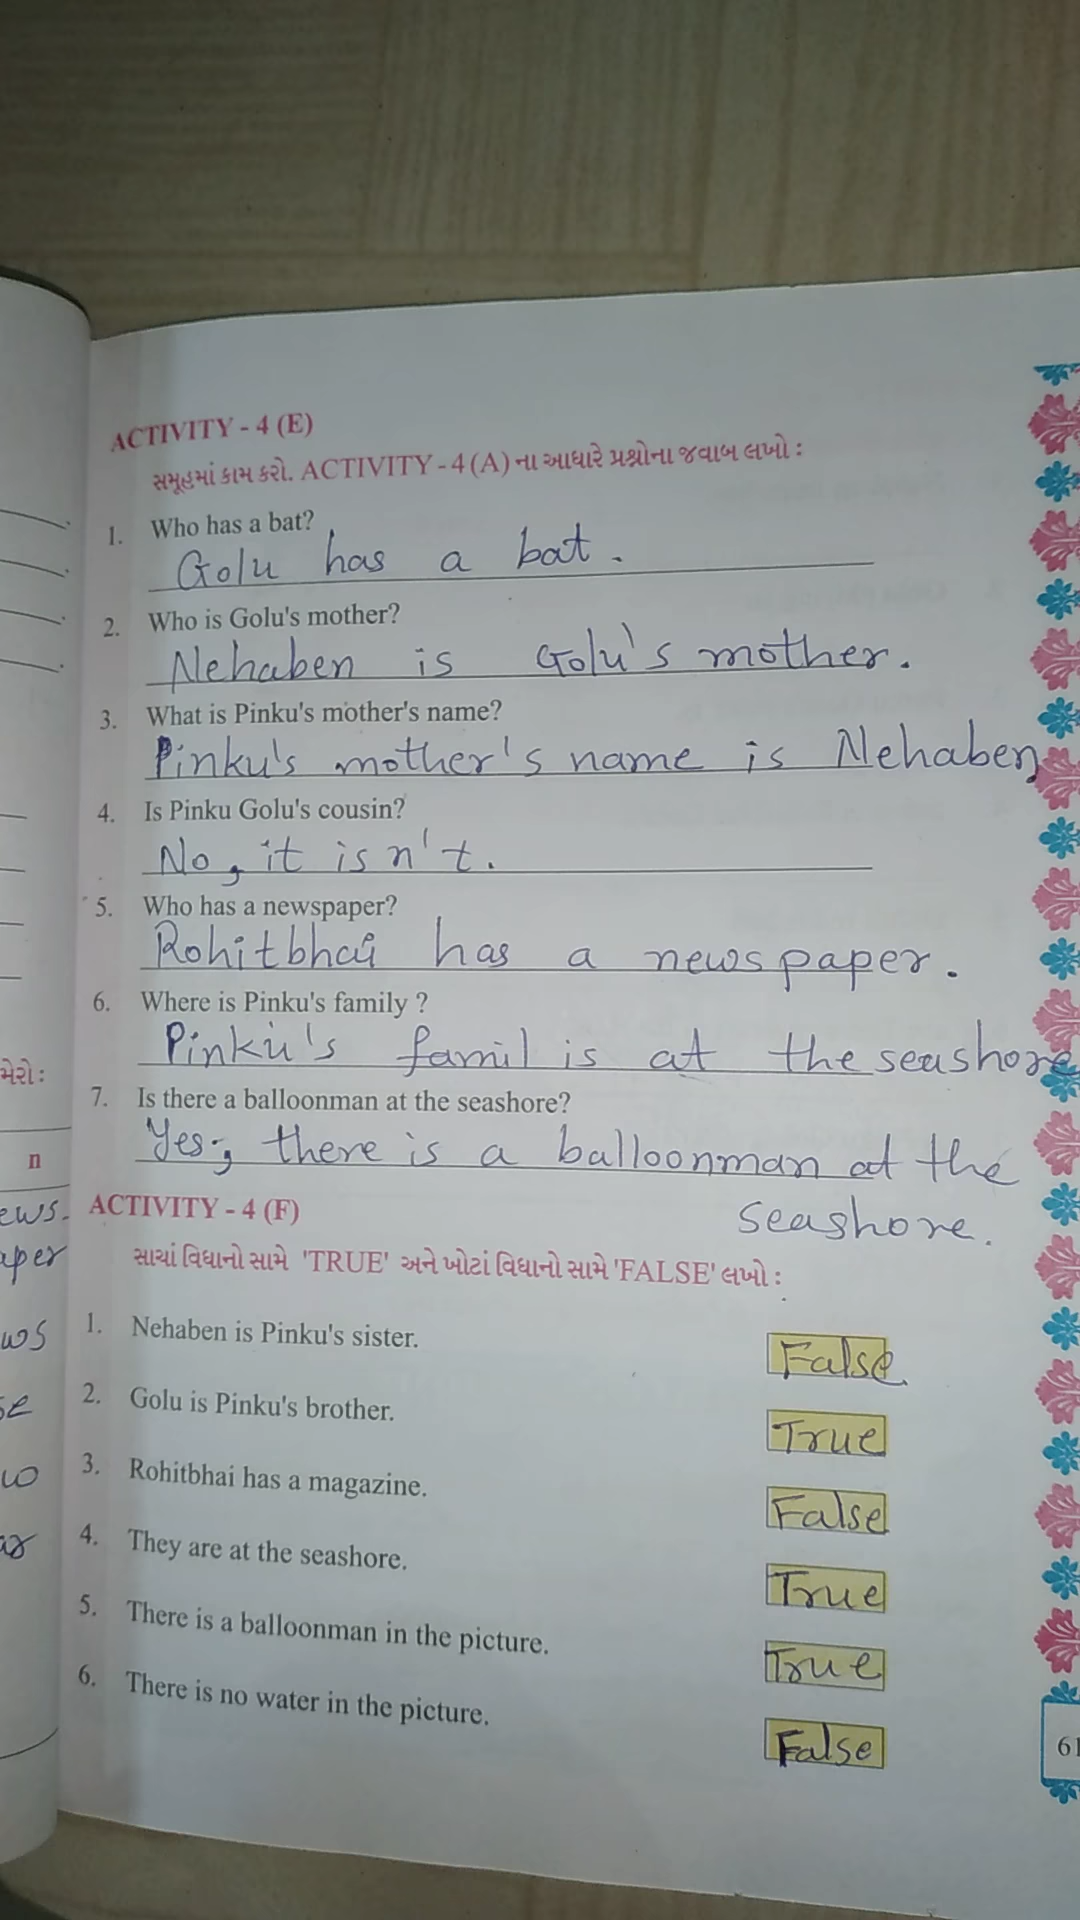 ACTIVITY - 4 (E)
સમૂહમાં કામ કરો. ACTIVITY - 4 (A) ના આધારે પ્રશ્નોના જવાબ લખો :
1. Who has a bat?
Golu has a bat.
2. Who is Golu's mother?
Nehaben is Golu's mother.
3. What is Pinku's mother's name?
Pinku's mother's name is Nehaben
4. Is Pinku Golu's cousin?
No, it isn't.
5. Who has a newspaper?
Rohitbhai has a newspaper.
6. Where is Pinku's family ?
Pinku's famil is at the seashore
7. Is there a balloonman at the seashore?
Yes, there is a balloonman at the
seashore.
ACTIVITY - 4 (F)
સાચાં વિધાનો સામે 'TRUE' અને ખોટાં વિધાનો સામે 'FALSE' લખો :
1. Nehaben is Pinku's sister. False
2. Golu is Pinku's brother. True
3. Rohitbhai has a magazine. False
4. They are at the seashore. True
5. There is a balloonman in the picture. True
6. There is no water in the picture. False
61